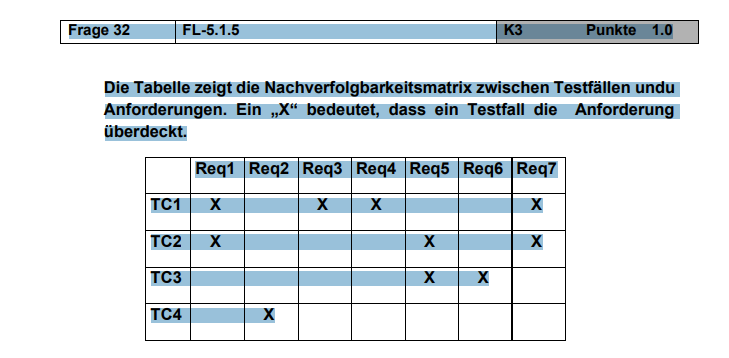 Frage 32 FL-5.1.5 K3 Punkte 1.0
Die Tabelle zeigt die Nachverfolgbarkeitsmatrix zwischen Testfällen undu
Anforderungen. Ein „X“ bedeutet, dass ein Testfall die Anforderung
überdeckt.
Req1 Req2 Req3 Req4 Req5 Req6 Req7
TC1 X X X X
TC2 X X X
TC3 X X
TC4 X